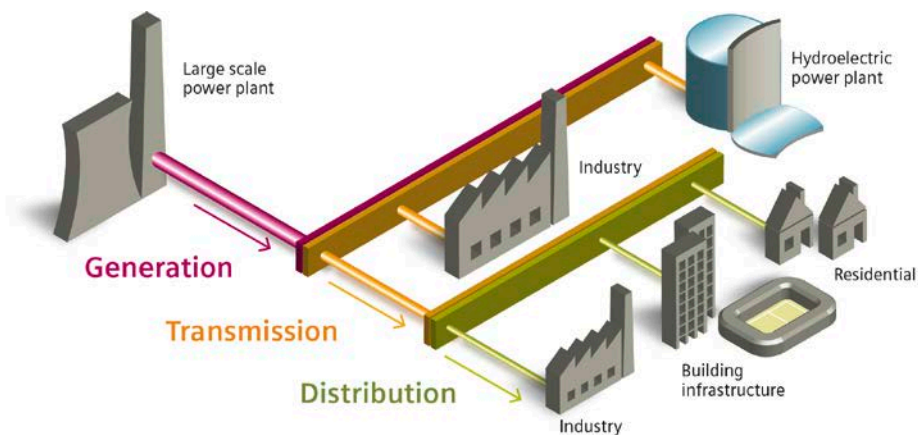 Large scale
power plant
Hydroelectric
power plant
Industry
Generation
Residential
Transmission
Building
infrastructure
Distribution
Industry